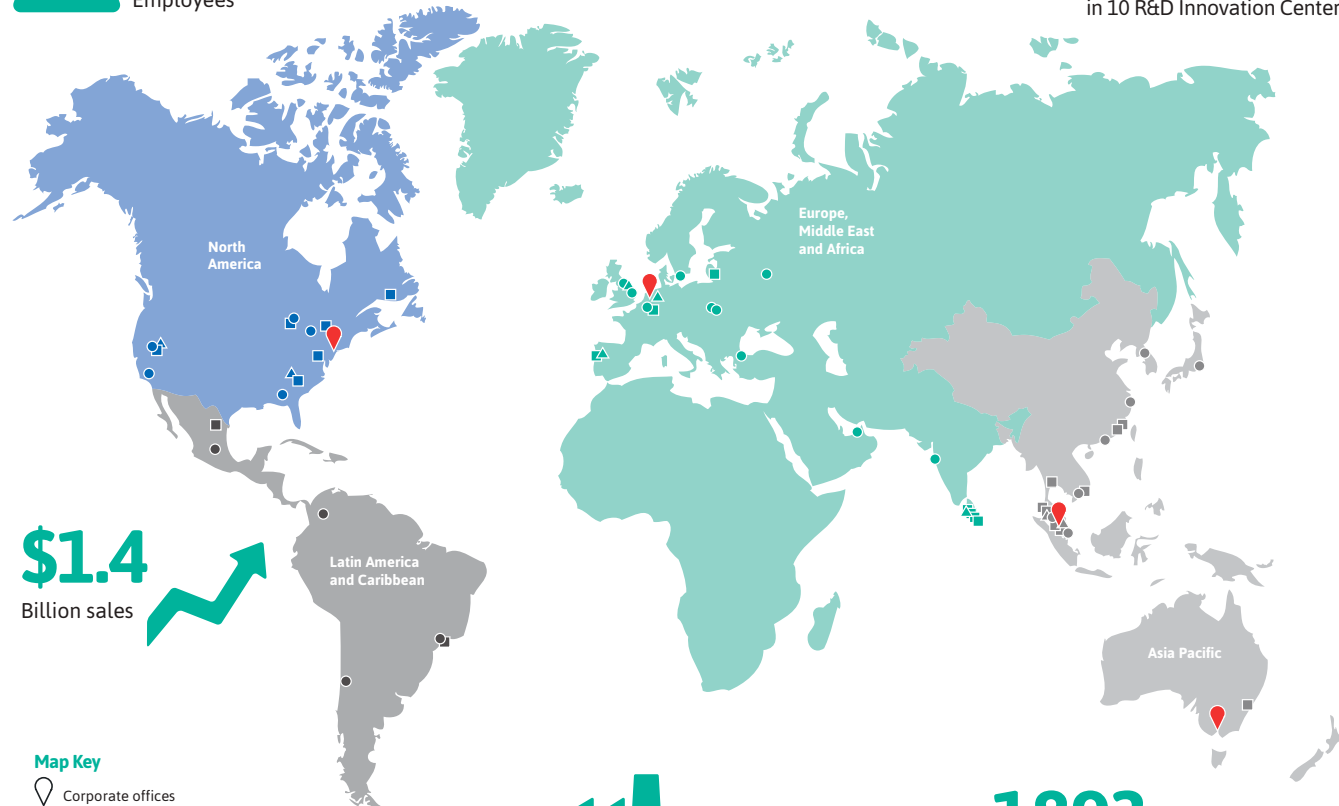 Employees
in 10 R&D Innovation Center
North
America
Europe,
Middle East
and Africa
$1.4
Billion sales
Latin America
and Caribbean
Asia Pacific
Map Key
Corporate offices